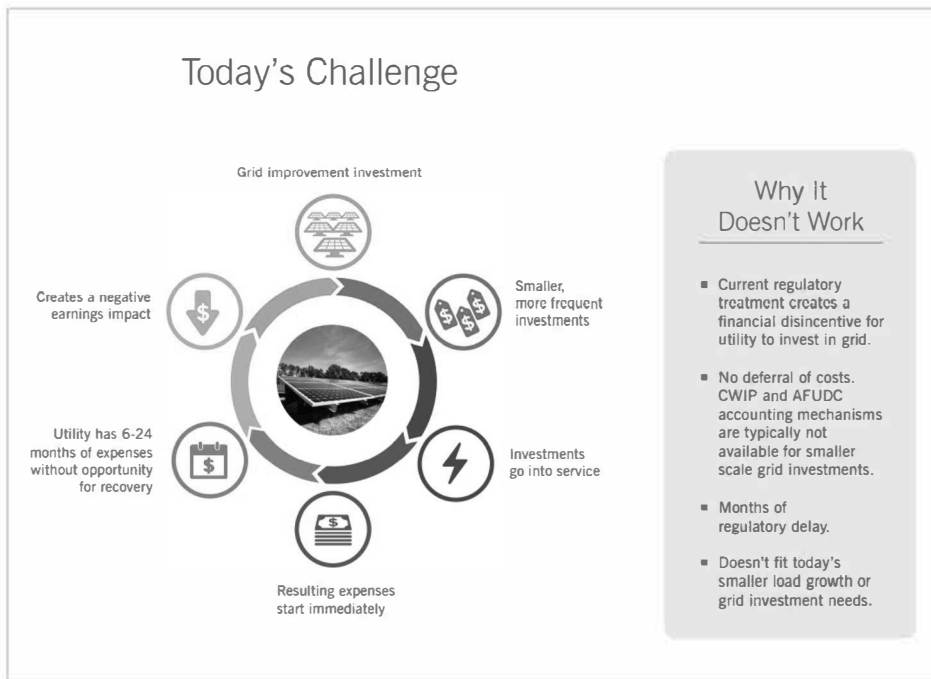 Today's Challenge
Grid improvement investment
Smaller,
more frequent
investments
Investments
go into service
Resulting expenses
start immediately
Utility has 6-24
months of expenses
without opportunity
for recovery
Creates a negative
earnings impact
Why It
Doesn't Work
▪ Current regulatory
treatment creates a
financial disincentive for
utility to invest in grid.
▪ No deferral of costs.
CWIP and AFUDC
accounting mechanisms
are typically not
available for smaller
scale grid investments.
▪ Months of
regulatory delay.
▪ Doesn't fit today's
smaller load growth or
grid investment needs.